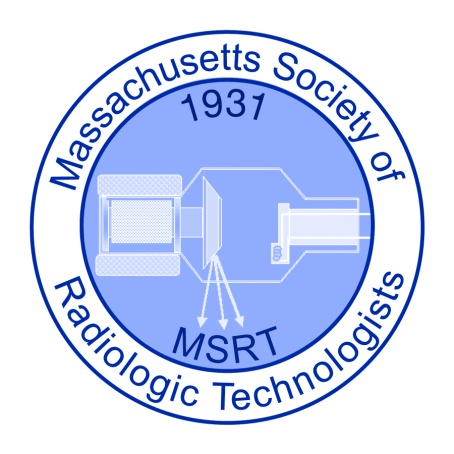 Massachusetts Society of
1931
MSRT
Radiologic Technologists